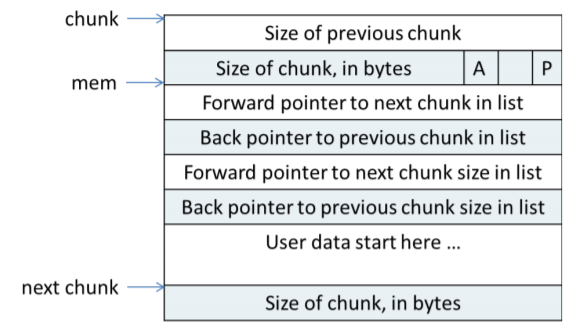 chunk
Size of previous chunk
Size of chunk, in bytes A P
mem
Forward pointer to next chunk in list
Back pointer to previous chunk in list
Forward pointer to next chunk size in list
Back pointer to previous chunk size in list
User data start here ...
next chunk
Size of chunk, in bytes